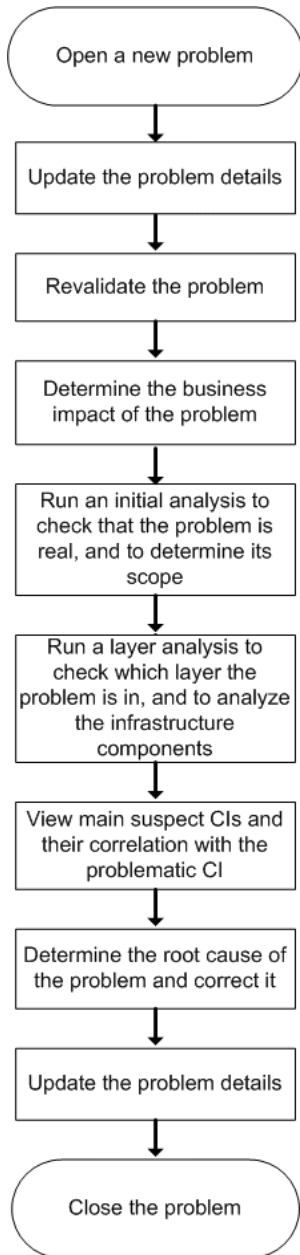 Open a new problem
Update the problem details
Revalidate the problem
Determine the business
impact of the problem
Run an initial analysis to
check that the problem is
real, and to determine its
scope
Run a layer analysis to
check which layer the
problem is in, and to analyze
the infrastructure
components
View main suspect CIs and
their correlation with the
problematic CI
Determine the root cause of
the problem and correct it
Update the problem details
Close the problem